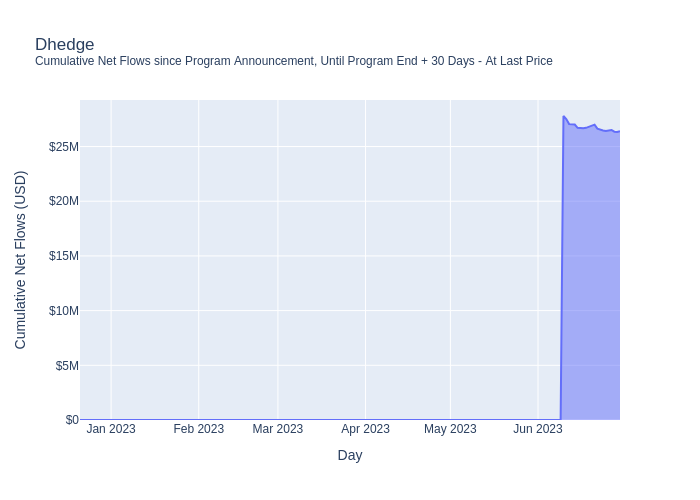 Dhedge
Cumulative Net Flows since Program Announcement, Until Program End + 30 Days - At Last Price
Cumulative Net Flows (USD)
$25M
$20M
$15M
$10M
$5M
$0
Jan 2023
Feb 2023
Mar 2023
Apr 2023
May 2023
Jun 2023
Day